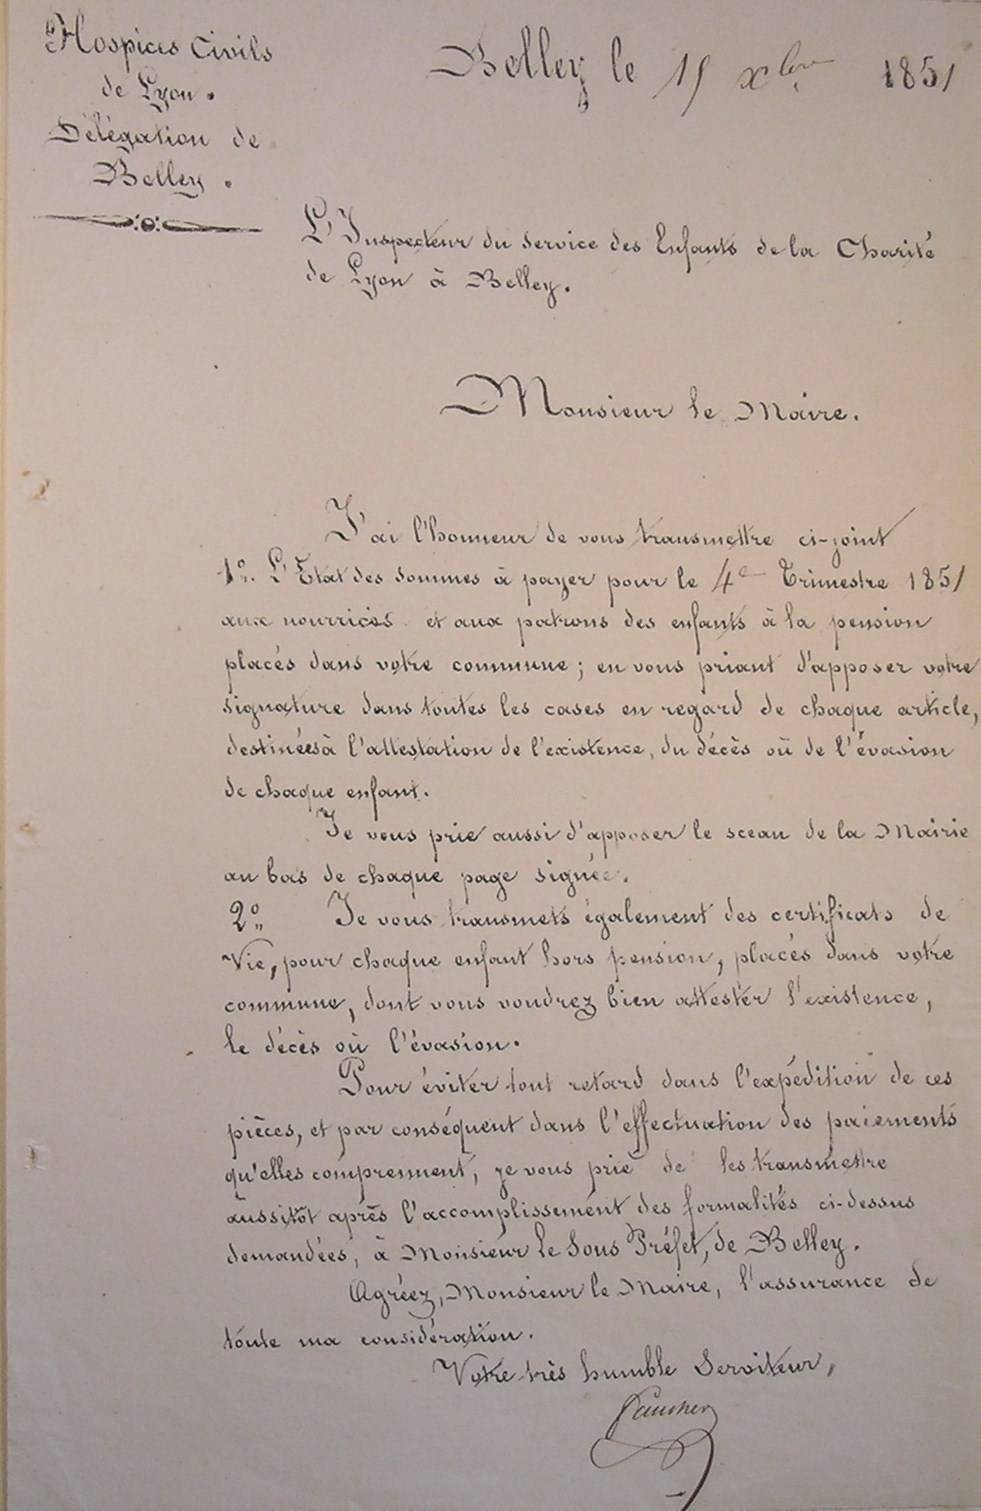 Hospices Civils
de Lyon.
Délégation de
Belley.
Belley le 15 xbre 1851
L'Inspecteur du service des Enfants de la Charité
de Lyon à Belley.
Monsieur le Maire.
J'ai l'honneur de vous transmettre ci-joint
1º. L'Etat des sommes à payer pour le 4e Trimestre 1851
aux nourrices et aux patrons des enfants à la pension
placés dans votre commune; en vous priant d'apposer votre
signature dans toutes les cases en regard de chaque article,
destinées à l'attestation de l'existence, du décès où de l'évasion
de chaque enfant.
Je vous prie aussi d'apposer le sceau de la Mairie
au bas de chaque page signée.
2º. Je vous transmets également des certificats de
Vie, pour chaque enfant hors pension, placés dans votre
commune, dont vous voudrez bien attester l'existence,
le décès où l'évasion.
Pour éviter tout retard dans l'expédition de ces
pièces, et par conséquent dans l'effectuation des paiements
qu'elles comprennent, je vous prie de les transmettre
aussitôt après l'accomplissement des formalités ci-dessus
demandées, à Monsieur le Sous Préfet, de Belley.
Agréez, Monsieur le Maire, l'assurance de
toute ma considération.
Votre très humble Serviteur,